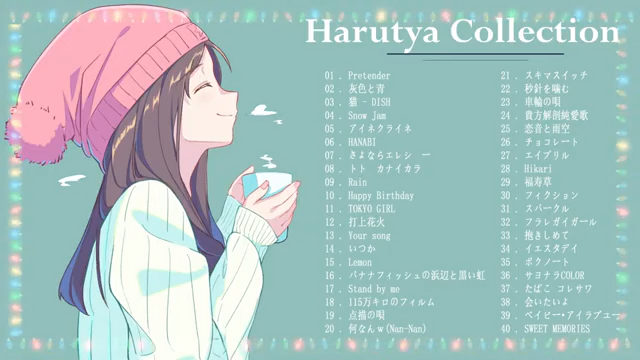 Harutya Collection
01 . Pretender
02 . 灰色と青
03 . 猫 - DISH
04 . Snow Jam
05 . アイネクライネ
06 . HANABI
07 . さよならエレジ　ー
08 . トト　カナイカラ
09 . Rain
10 . Happy Birthday
11 . TOKYO GIRL
12 . 打上花火
13 . Your song
14 . いつか
15 . Lemon
16 . バナナフィッシュの浜辺と黒い虹
17 . Stand by me
18 . 115万キロのフィルム
19 . 点描の唄
20 . 何なんｗ(Nan-Nan)
21 . スキマスイッチ
22 . 秒針を噛む
23 . 車輪の唄
24 . 貴方解剖純愛歌
25 . 恋音と雨空
26 . チョコレート
27 . エイプリル
28 . Hikari
29 . 福寿草
30 . フィクション
31 . スパークル
32 . フラレガイガール
33 . 抱きしめて
34 . イエスタデイ
35 . ボクノート
36 . サヨナラCOLOR
37 . たばこ コレサワ
38 . 会いたいよ
39 . ベイビー・アイラブユー
40 . SWEET MEMORIES